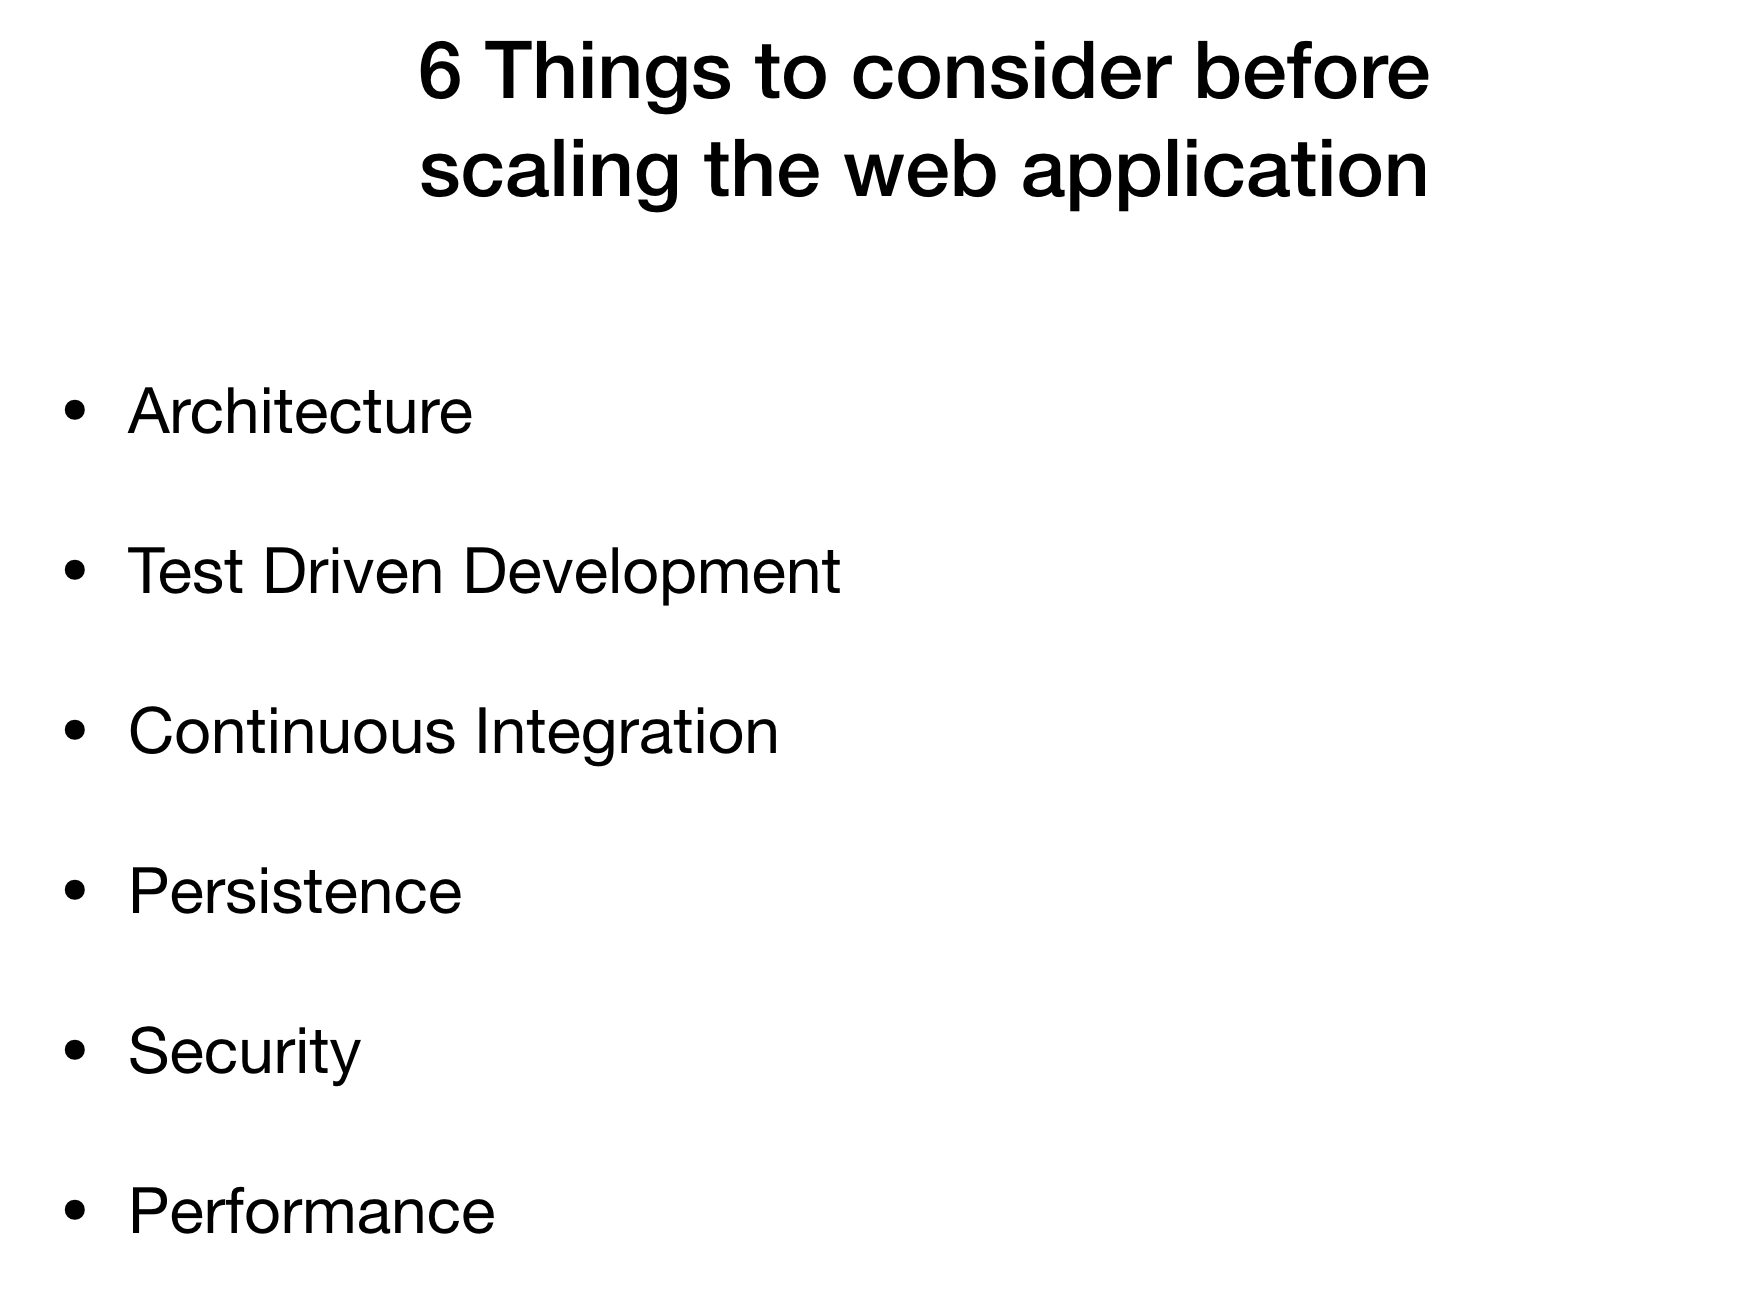 6 Things to consider before
scaling the web application
• Architecture
• Test Driven Development
• Continuous Integration
• Persistence
• Security
• Performance